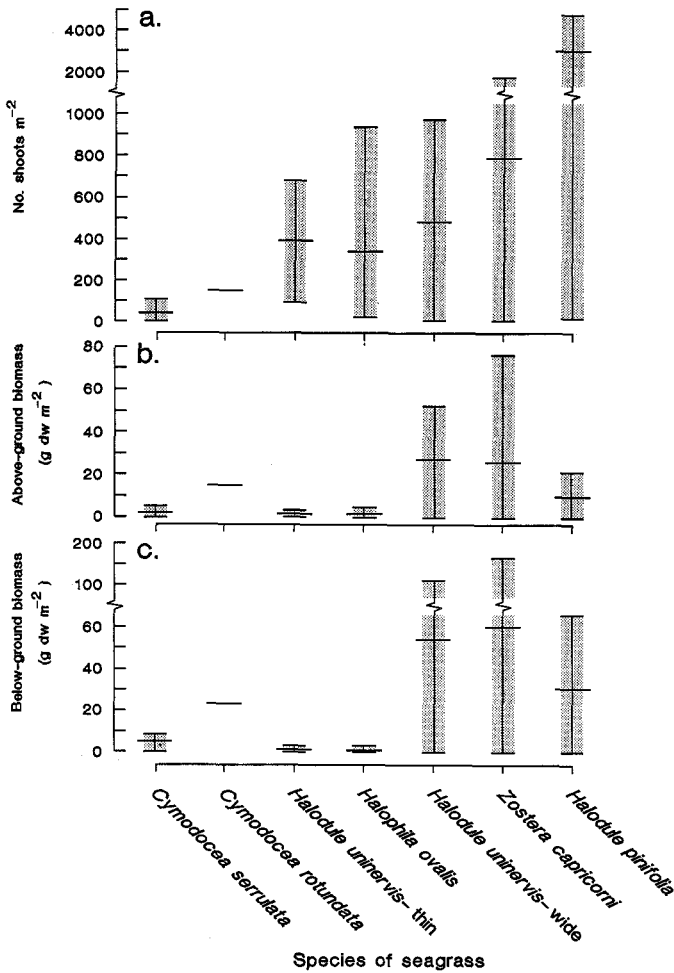 a.
No. shoots m⁻²
4000
2000
1000
800
600
400
200
0
b.
Above-ground biomass
(g dw m⁻² )
80
60
40
20
0
c.
Below-ground biomass
(g dw m⁻² )
200
100
60
40
20
0
Cymodocea serrulata
Cymodocea rotundata
Halodule uninervis-thin
Halophila ovalis
Halodule uninervis-wide
Zostera capricorni
Halodule pinifolia
Species of seagrass